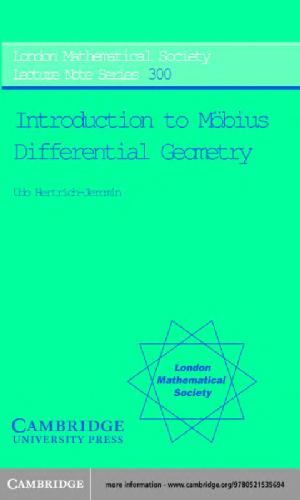 London Mathematical Society
Lecture Note Series 300
Introduction to Möbius
Differential Geometry
Udo Hertrich-Jeromin
London
Mathematical
Society
CAMBRIDGE
UNIVERSITY PRESS
CAMBRIDGE
more information - www.cambridge.org/9780521535694